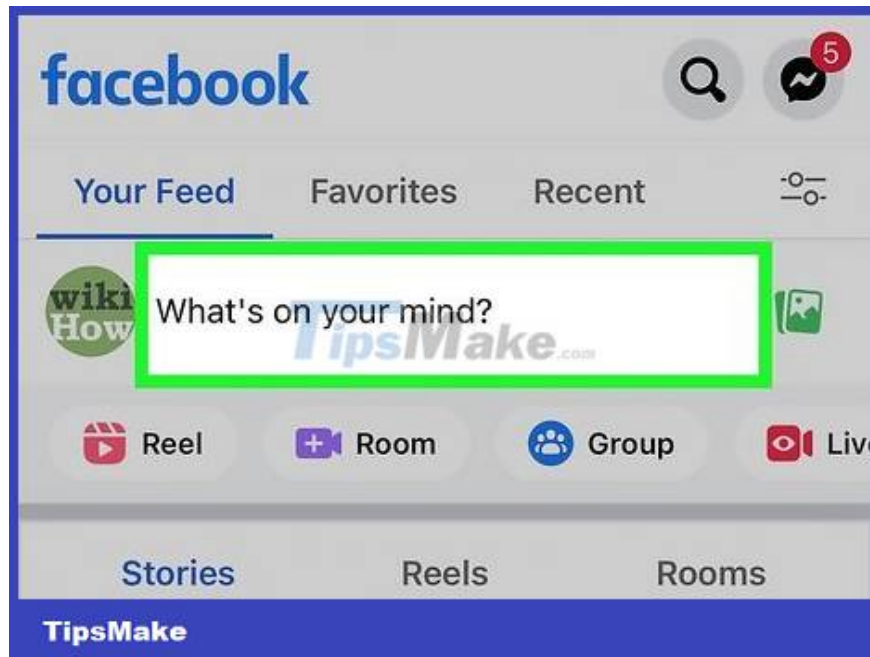 facebook
5
Your Feed Favorites Recent
wiki
How
What's on your mind?
TipsMake.com
Reel Room Group Liv
Stories Reels Rooms
TipsMake